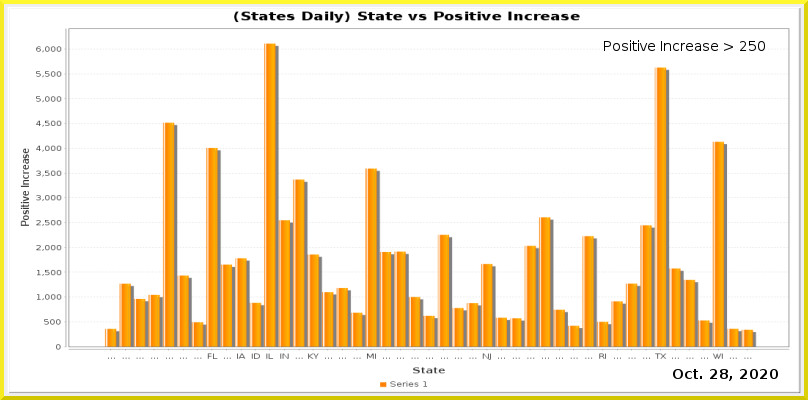 (States Daily) State vs Positive Increase
Positive Increase > 250
6,000
5,500
5,000
4,500
4,000
3,500
3,000
2,500
2,000
1,500
1,000
500
0
Positive Increase
... ... ... ... ... ... ... FL ... IA ID IL IN ... KY ... ... ... MI ... ... ... ... ... ... ... NJ ... ... ... ... ... ... ... RI ... ... ... TX ... ... ... WI ... ...
State
Oct. 28, 2020
Series 1